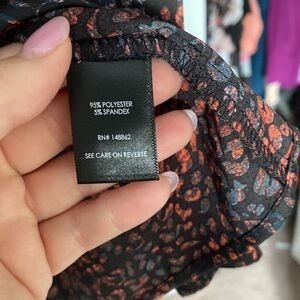 95% POLYESTER
5% SPANDEX
RN# 148862
SEE CARE ON REVERSE